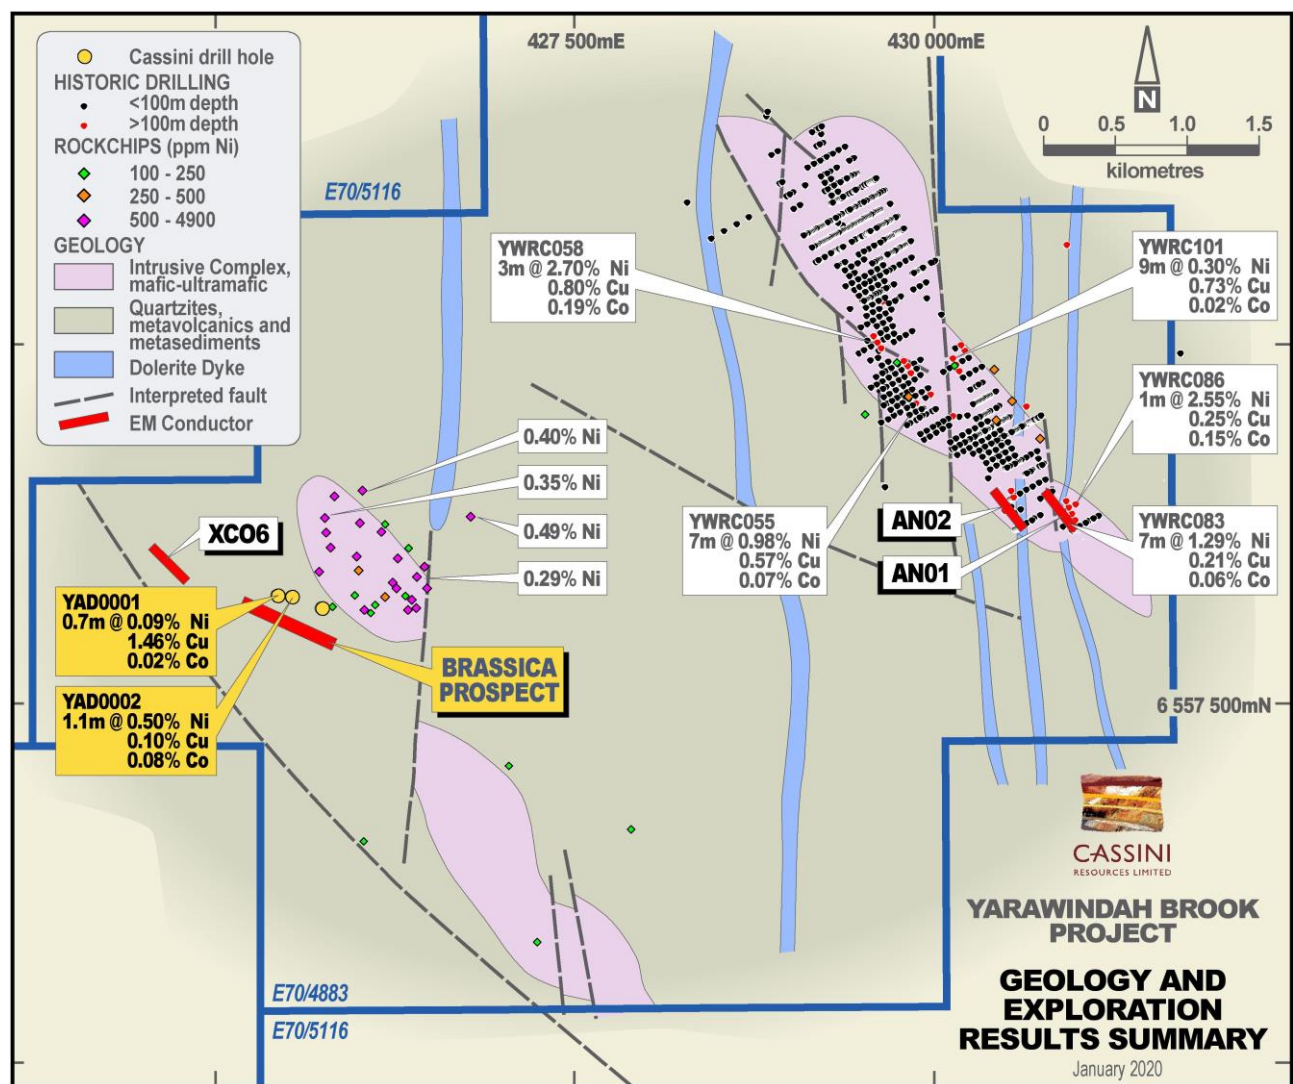 427 500mE
430 000mE
Cassini drill hole
HISTORIC DRILLING
<100m depth
>100m depth
ROCKCHIPS (ppm Ni)
100 - 250
250 - 500
500 - 4900
GEOLOGY
Intrusive Complex,
mafic-ultramafic
Quartzites,
metavolcanics and
metasediments
Dolerite Dyke
Interpreted fault
EM Conductor
E70/5116
N
0 0.5 1.0 1.5
kilometres
YWRC058
3m @ 2.70% Ni
0.80% Cu
0.19% Co
YWRC101
9m @ 0.30% Ni
0.73% Cu
0.02% Co
YWRC086
1m @ 2.55% Ni
0.25% Cu
0.15% Co
0.40% Ni
0.35% Ni
0.49% Ni
0.29% Ni
XCO6
YWRC055
7m @ 0.98% Ni
0.57% Cu
0.07% Co
AN02
AN01
YWRC083
7m @ 1.29% Ni
0.21% Cu
0.06% Co
YAD0001
0.7m @ 0.09% Ni
1.46% Cu
0.02% Co
BRASSICA
PROSPECT
YAD0002
1.1m @ 0.50% Ni
0.10% Cu
0.08% Co
6 557 500mN
CASSINI
RESOURCES LIMITED
YARAWINDAH BROOK
PROJECT
GEOLOGY AND
EXPLORATION
RESULTS SUMMARY
January 2020
E70/4883
E70/5116